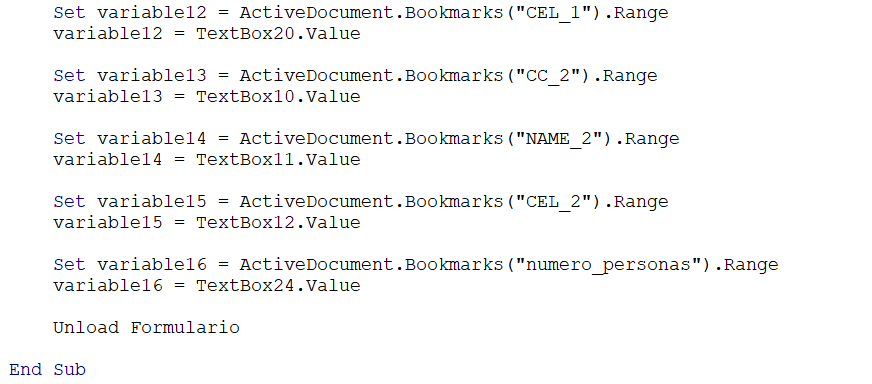 Set variable12 = ActiveDocument.Bookmarks("CEL_1").Range
variable12 = TextBox20.Value
Set variable13 = ActiveDocument.Bookmarks("CC_2").Range
variable13 = TextBox10.Value
Set variable14 = ActiveDocument.Bookmarks("NAME_2").Range
variable14 = TextBox11.Value
Set variable15 = ActiveDocument.Bookmarks("CEL_2").Range
variable15 = TextBox12.Value
Set variable16 = ActiveDocument.Bookmarks("numero_personas").Range
variable16 = TextBox24.Value
Unload Formulario
End Sub